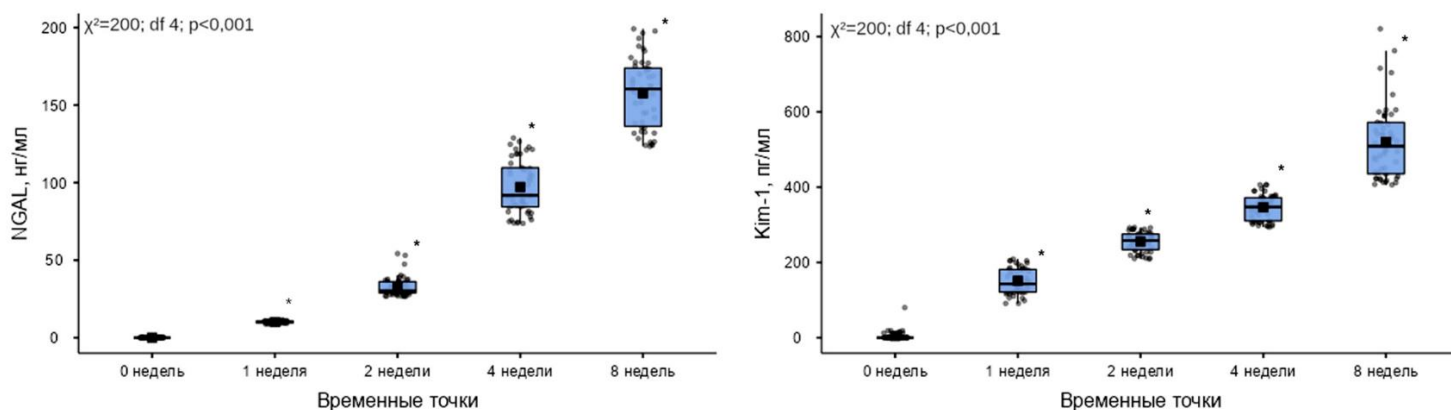 χ²=200; df 4; p<0,001
200
150
100
50
0
NGAL, нг/мл
*
*
*
*
0 недель 1 неделя 2 недели 4 недели 8 недель
Временные точки
χ²=200; df 4; p<0,001
800
600
400
200
0
Kim-1, пг/мл
*
*
*
*
0 недель 1 неделя 2 недели 4 недели 8 недель
Временные точки